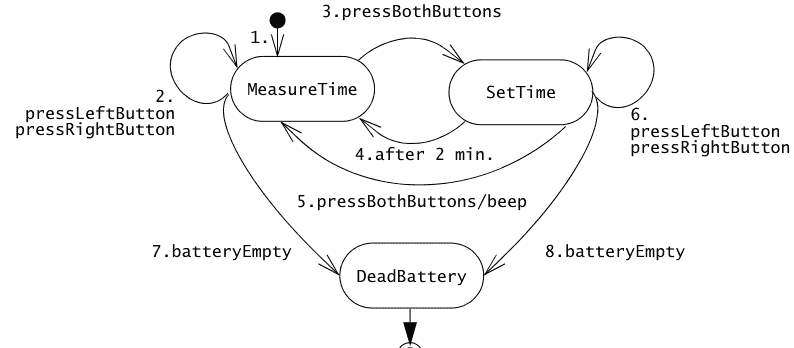 3.pressBothButtons
1.
MeasureTime
SetTime
2.
pressLeftButton
pressRightButton
6.
pressLeftButton
pressRightButton
4.after 2 min.
5.pressBothButtons/beep
7.batteryEmpty
8.batteryEmpty
DeadBattery